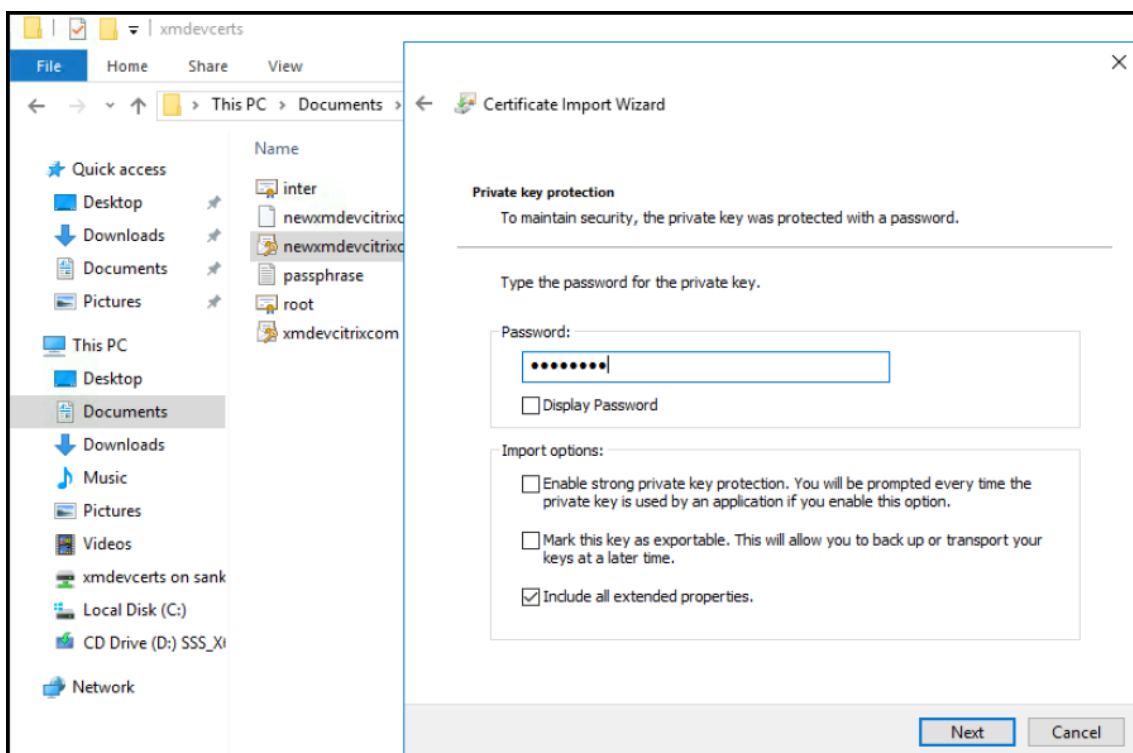 xmdevcerts
File
Home
Share
View
This PC
Documents
Quick access
Desktop
Downloads
Documents
Pictures
This PC
Desktop
Documents
Downloads
Music
Pictures
Videos
xmdevcerts on sank
Local Disk (C:)
CD Drive (D:) SSS_X
Network
Name
inter
newxmdevcitrixc
newxmdevcitrixc
passphrase
root
xmdevcitrixcom
Certificate Import Wizard
Private key protection
To maintain security, the private key was protected with a password.
Type the password for the private key.
Password:
••••••••
Display Password
Import options:
Enable strong private key protection. You will be prompted every time the
private key is used by an application if you enable this option.
Mark this key as exportable. This will allow you to back up or transport your
keys at a later time.
Include all extended properties.
Next
Cancel